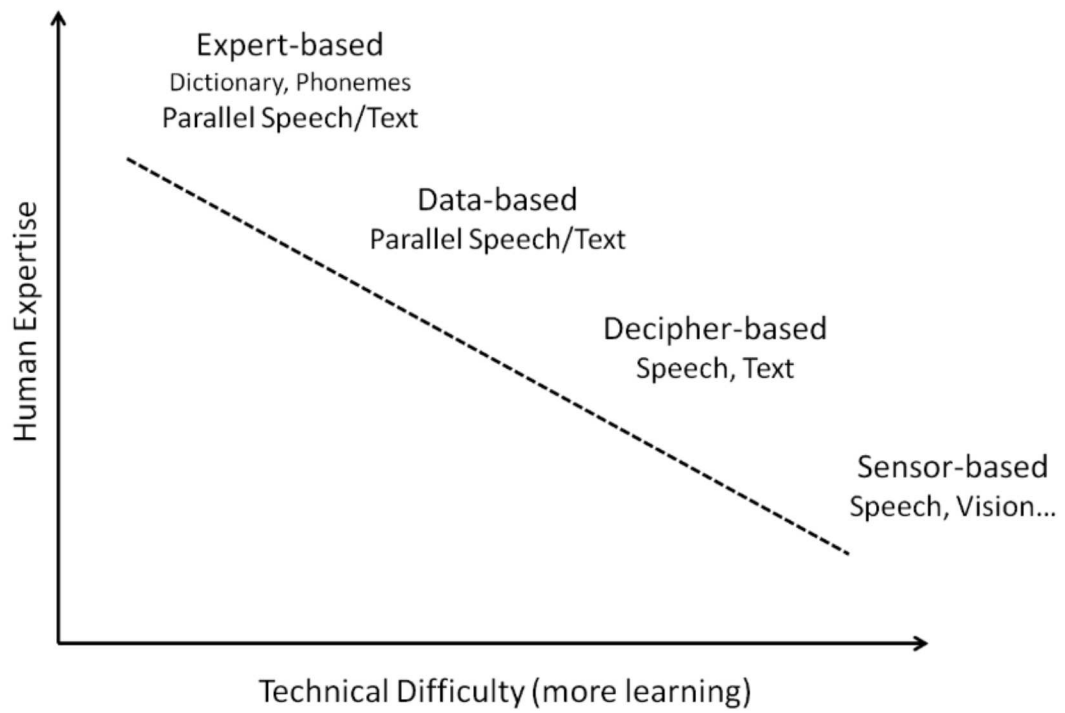 Expert-based
Dictionary, Phonemes
Parallel Speech/Text
Data-based
Parallel Speech/Text
Decipher-based
Speech, Text
Sensor-based
Speech, Vision...
Human Expertise
Technical Difficulty (more learning)